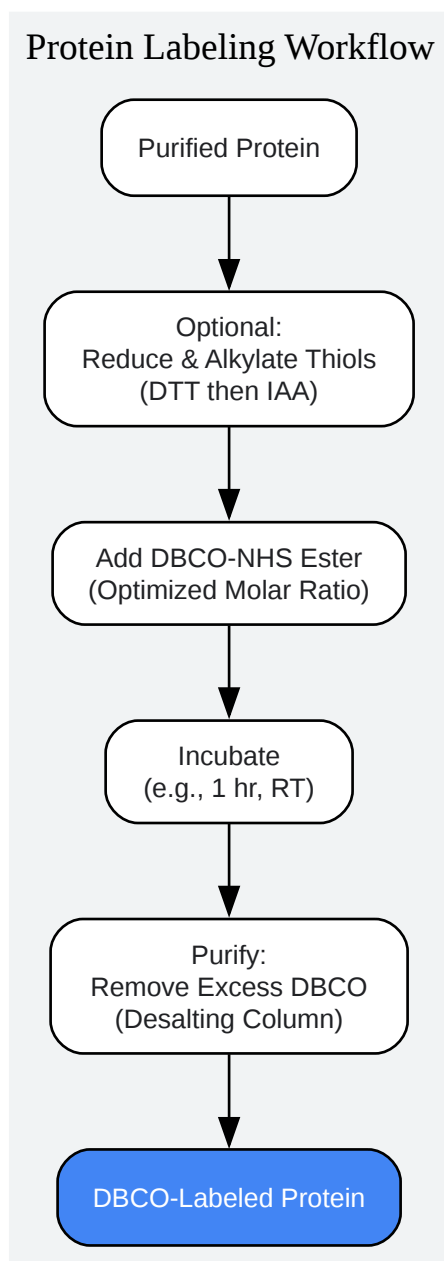 Protein Labeling Workflow
Purified Protein
Optional:
Reduce & Alkylate Thiols
(DTT then IAA)
Add DBCO-NHS Ester
(Optimized Molar Ratio)
Incubate
(e.g., 1 hr, RT)
Purify:
Remove Excess DBCO
(Desalting Column)
DBCO-Labeled Protein